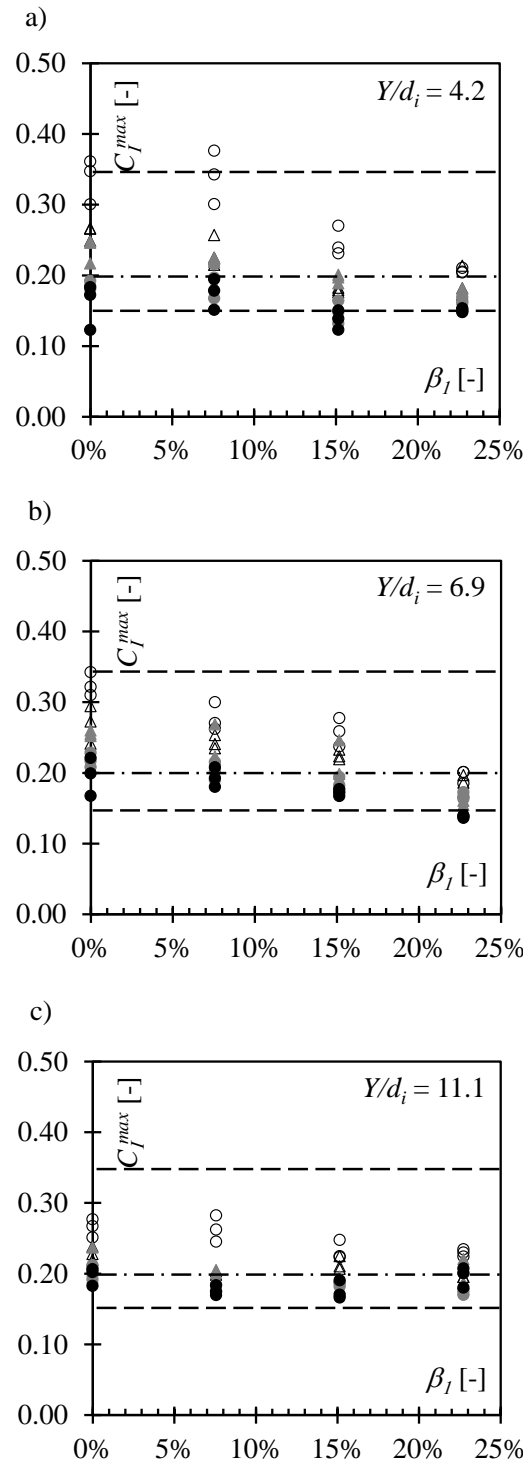 a)
0.50
0.40
0.30
0.20
0.10
0.00
C_I^max [-]
Y/d_i = 4.2
β_1 [-]
0% 5% 10% 15% 20% 25%
b)
0.50
0.40
0.30
0.20
0.10
0.00
C_I^max [-]
Y/d_i = 6.9
β_1 [-]
0% 5% 10% 15% 20% 25%
c)
0.50
0.40
0.30
0.20
0.10
0.00
C_I^max [-]
Y/d_i = 11.1
β_1 [-]
0% 5% 10% 15% 20% 25%